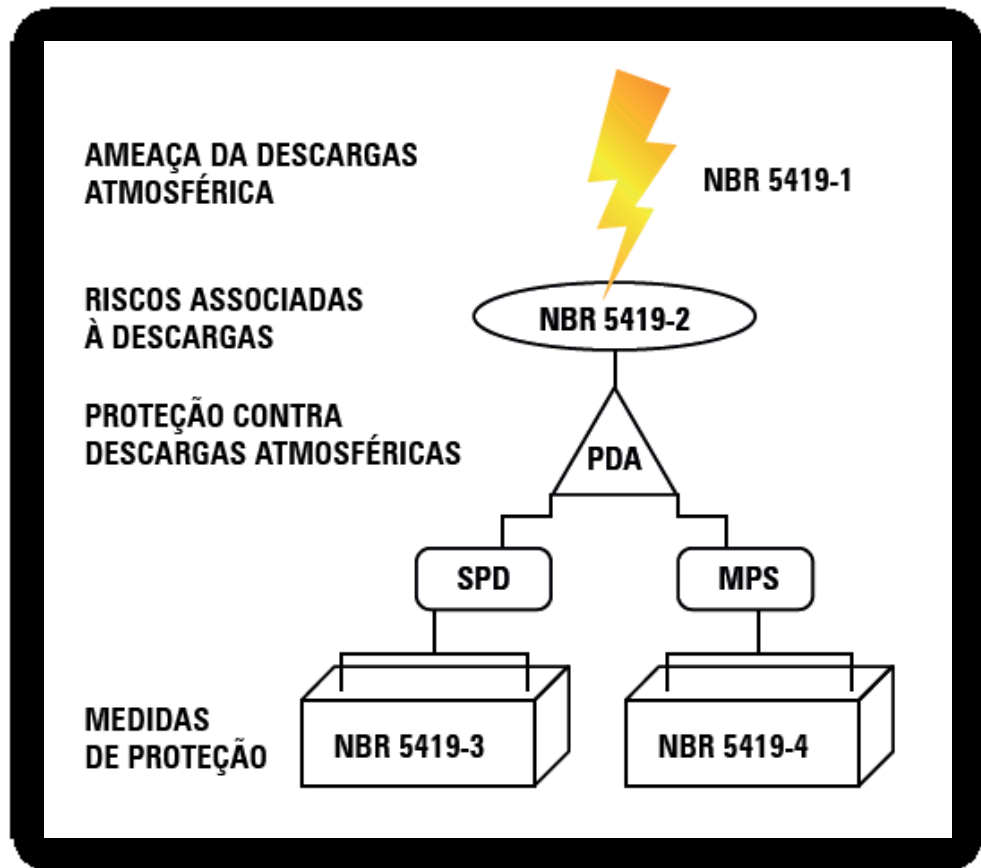 AMEAÇA DA DESCARGAS
ATMOSFÉRICA
NBR 5419-1
RISCOS ASSOCIADAS
À DESCARGAS
NBR 5419-2
PROTEÇÃO CONTRA
DESCARGAS ATMOSFÉRICAS
PDA
SPD
MPS
MEDIDAS
DE PROTEÇÃO
NBR 5419-3
NBR 5419-4